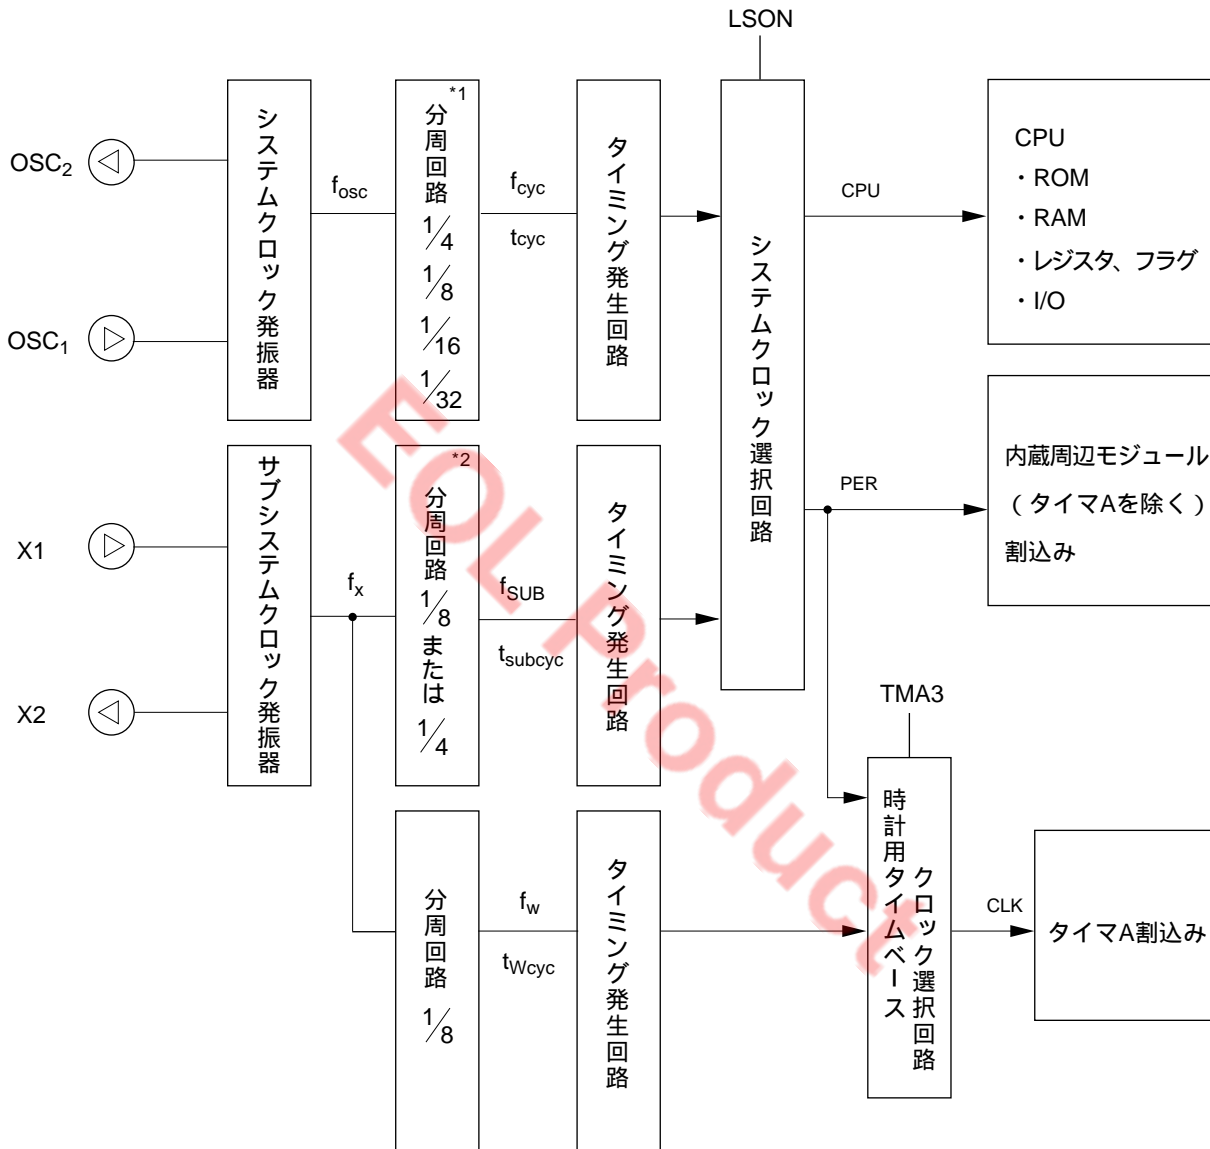 LSON
OSC2
OSC1
システムクロック発振器
fosc
*1
分周回路
1/4
1/8
1/16
1/32
fcyc
tcyc
タイミング発生回路
システムクロック選択回路
CPU
CPU
・ROM
・RAM
・レジスタ、フラグ
・I/O
X1
X2
サブシステムクロック発振器
fx
*2
分周回路
1/8
または
1/4
fSUB
tsubcyc
タイミング発生回路
PER
内蔵周辺モジュール
(タイマAを除く)
割込み
TMA3
分周回路
1/8
fw
tWcyc
タイミング発生回路
時計用タイムベース
クロック選択回路
CLK
タイマA割込み
EOL Product